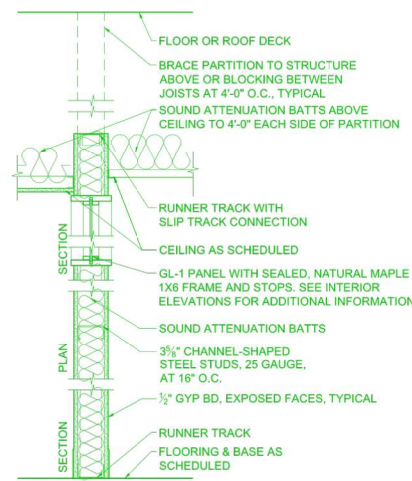 FLOOR OR ROOF DECK
BRACE PARTITION TO STRUCTURE
ABOVE OR BLOCKING BETWEEN
JOISTS AT 4'-0" O.C., TYPICAL
SOUND ATTENUATION BATTS ABOVE
CEILING TO 4'-0" EACH SIDE OF PARTITION
RUNNER TRACK WITH
SLIP TRACK CONNECTION
CEILING AS SCHEDULED
SECTION
GL-1 PANEL WITH SEALED, NATURAL MAPLE
1X6 FRAME AND STOPS. SEE INTERIOR
ELEVATIONS FOR ADDITIONAL INFORMATION
SOUND ATTENUATION BATTS
PLAN
3⅝" CHANNEL-SHAPED
STEEL STUDS, 25 GAUGE,
AT 16" O.C.
½" GYP BD, EXPOSED FACES, TYPICAL
SECTION
RUNNER TRACK
FLOORING & BASE AS
SCHEDULED